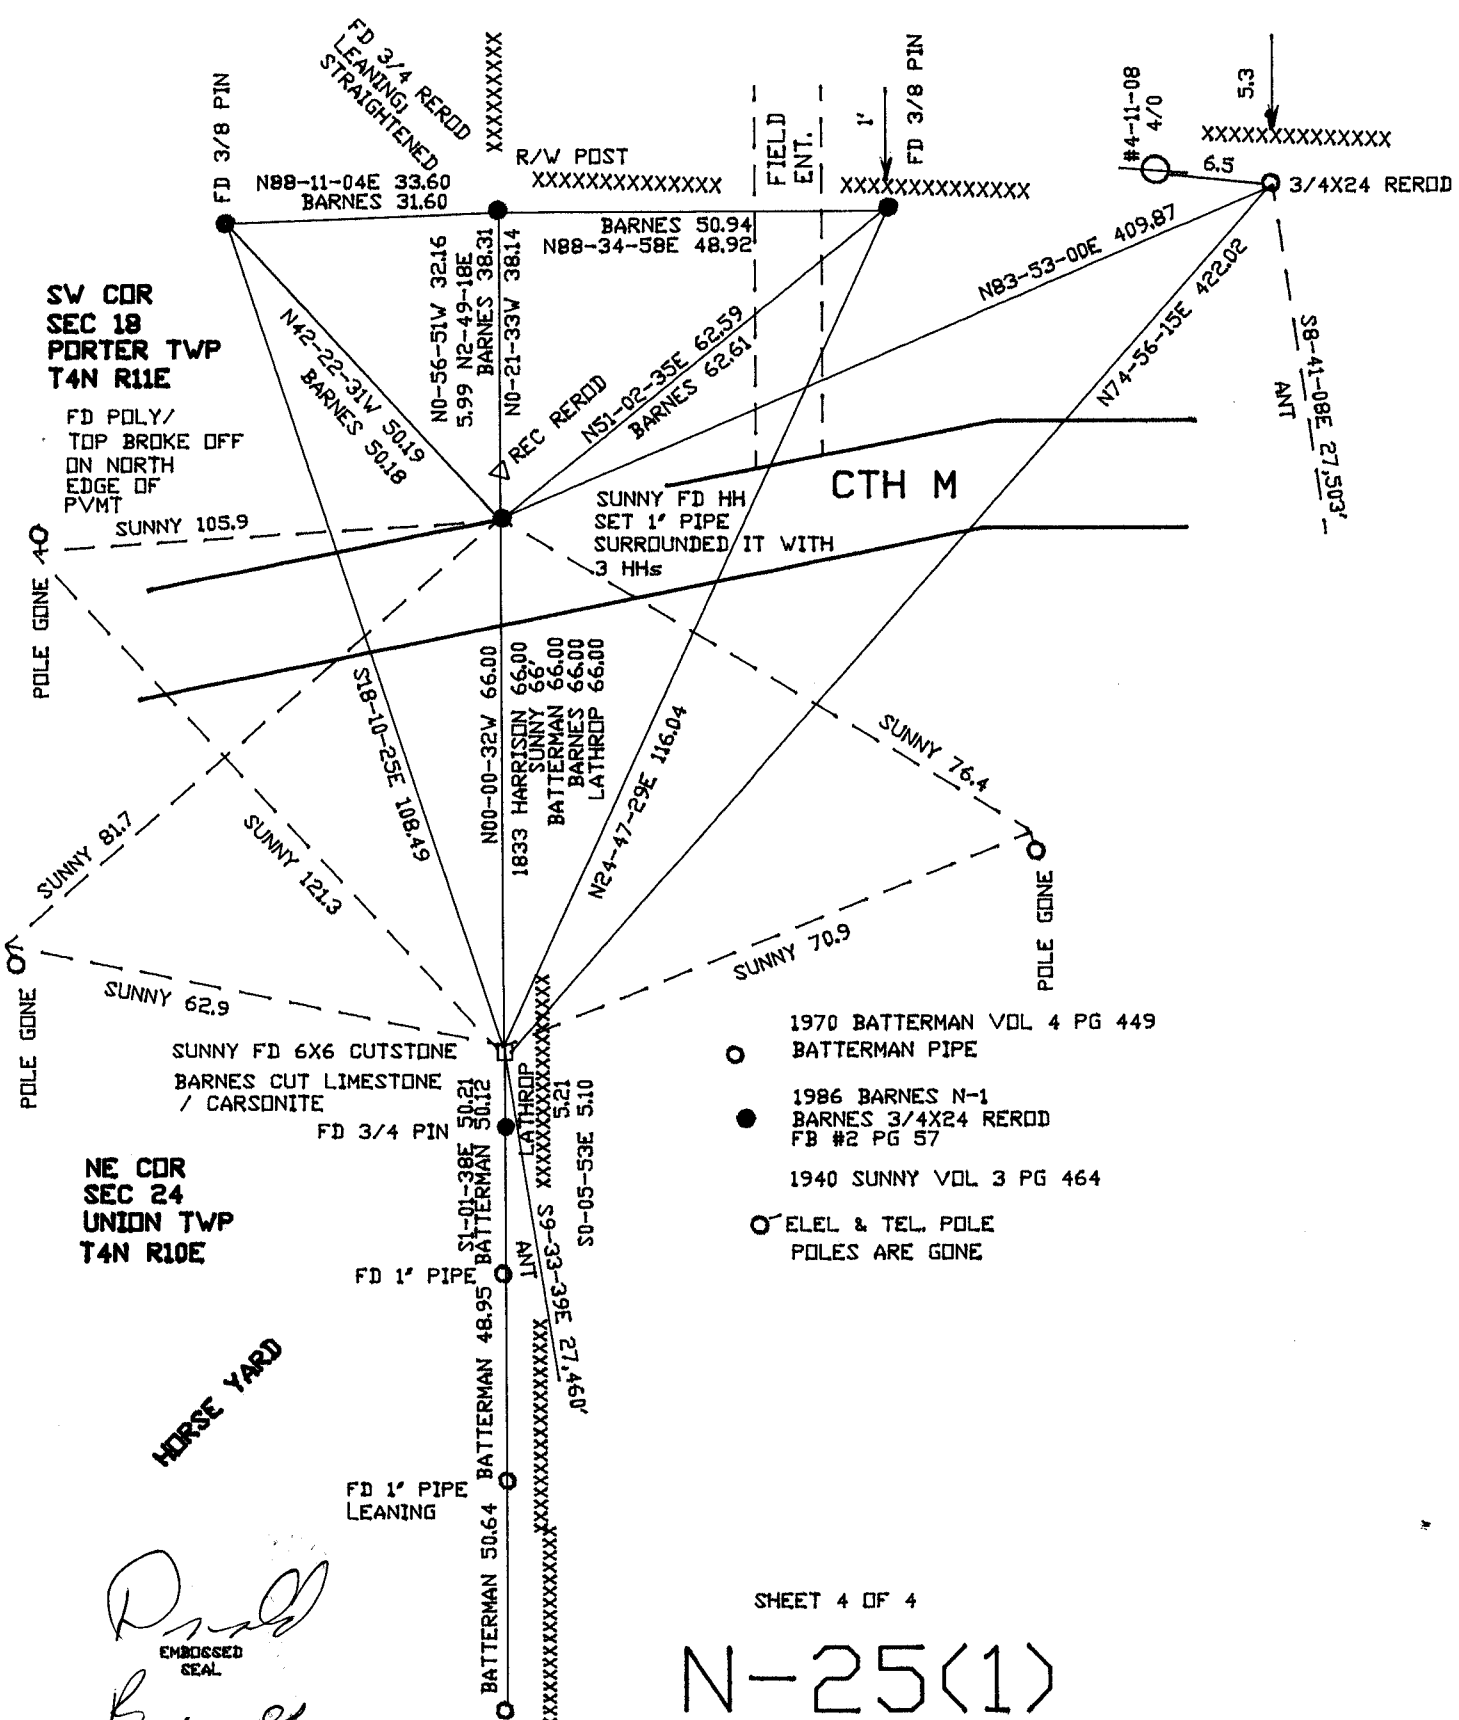 FD 3/8 PIN
FD 3/4 REROD
LEANING;
STRAIGHTENED
XXXXXXXXX
R/W POST
XXXXXXXXXXXXXX
FIELD
ENT.
1'
FD 3/8 PIN
XXXXXXXXXXXXXX
#4-11-08
4/0
5.3
XXXXXXXXXXXXXX
6.5
3/4X24 REROD
N88-11-04E 33.60
BARNES 31.60
BARNES 50.94
N88-34-58E 48.92
N0-56-51W 32.16
5.99 N2-49-18E
BARNES 38.31
N0-21-33W 38.14
N42-22-31W 50.19
BARNES 50.18
REC REROD
N51-02-35E 62.59
BARNES 62.61
N83-53-00E 409.87
N74-56-15E 422.02
S8-41-08E 27,503'
ANT
SW COR
SEC 18
PORTER TWP
T4N R11E
FD POLY/
TOP BROKE OFF
ON NORTH
EDGE OF
PVMT
SUNNY 105.9
POLE GONE
SUNNY FD HH
SET 1" PIPE
SURROUNDED IT WITH
3 HHs
CTH M
S18-10-25E 108.49
N00-00-32W 66.00
1833 HARRISON 66.00
SUNNY 66'
BATTERMAN 66.00
BARNES 66.00
LATHROP 66.00
N24-47-29E 116.04
SUNNY 76.4
SUNNY 81.7
SUNNY 121.3
SUNNY 70.9
POLE GONE
SUNNY 62.9
POLE GONE
SUNNY FD 6X6 CUTSTONE
BARNES CUT LIMESTONE
/ CARSONITE
FD 3/4 PIN
S1-01-38E 50.21
BATTERMAN 50.12
LATHROP
5.21
S0-05-53E 5.10
1970 BATTERMAN VOL 4 PG 449
BATTERMAN PIPE
1986 BARNES N-1
BARNES 3/4X24 REROD
FB #2 PG 57
1940 SUNNY VOL 3 PG 464
ELEL & TEL. POLE
POLES ARE GONE
NE COR
SEC 24
UNION TWP
T4N R10E
FD 1" PIPE
ANT
S9-33-39E 27,460'
BATTERMAN 48.95
HORSE YARD
FD 1" PIPE
LEANING
BATTERMAN 50.64
Donald
EMBOSSED
SEAL
SHEET 4 OF 4
N-25(1)